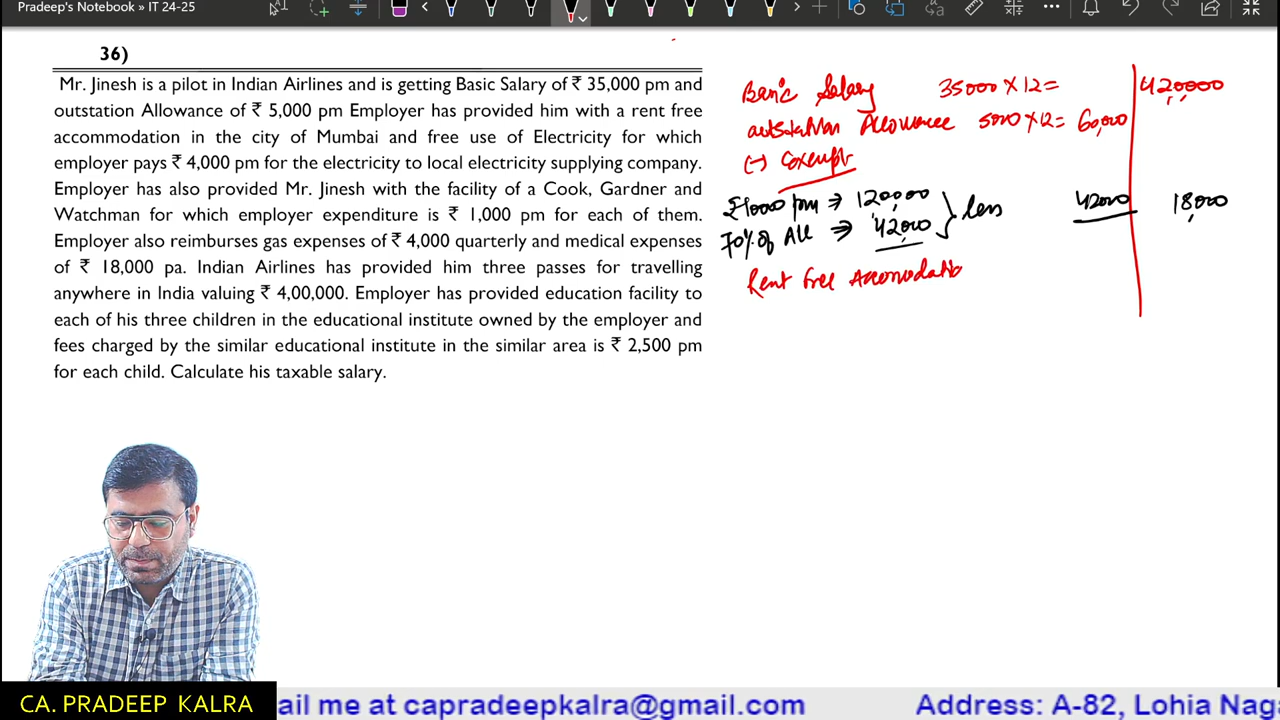 Pradeep's Notebook » IT 24-25
36)
Mr. Jinesh is a pilot in Indian Airlines and is getting Basic Salary of ₹ 35,000 pm and
outstation Allowance of ₹ 5,000 pm Employer has provided him with a rent free
accommodation in the city of Mumbai and free use of Electricity for which
employer pays ₹ 4,000 pm for the electricity to local electricity supplying company.
Employer has also provided Mr. Jinesh with the facility of a Cook, Gardner and
Watchman for which employer expenditure is ₹ 1,000 pm for each of them.
Employer also reimburses gas expenses of ₹ 4,000 quarterly and medical expenses
of ₹ 18,000 pa. Indian Airlines has provided him three passes for travelling
anywhere in India valuing ₹ 4,00,000. Employer has provided education facility to
each of his three children in the educational institute owned by the employer and
fees charged by the similar educational institute in the similar area is ₹ 2,500 pm
for each child. Calculate his taxable salary.
Basic Salary 35000 × 12 = 420000
outstation Allowance 5000 × 12 = 60,000
(-) Exempt
pm ⇒ 120,000
70% of All ⇒ 42,000 } less 42000 18,000
Rent free Accomodatio
CA. PRADEEP KALRA
ail me at capradeepkalra@gmail.com Address: A-82, Lohia Nag